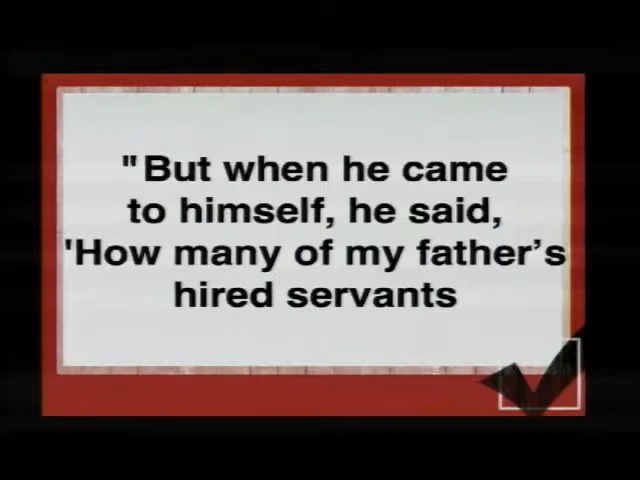 "But when he came
to himself, he said,
'How many of my father’s
hired servants